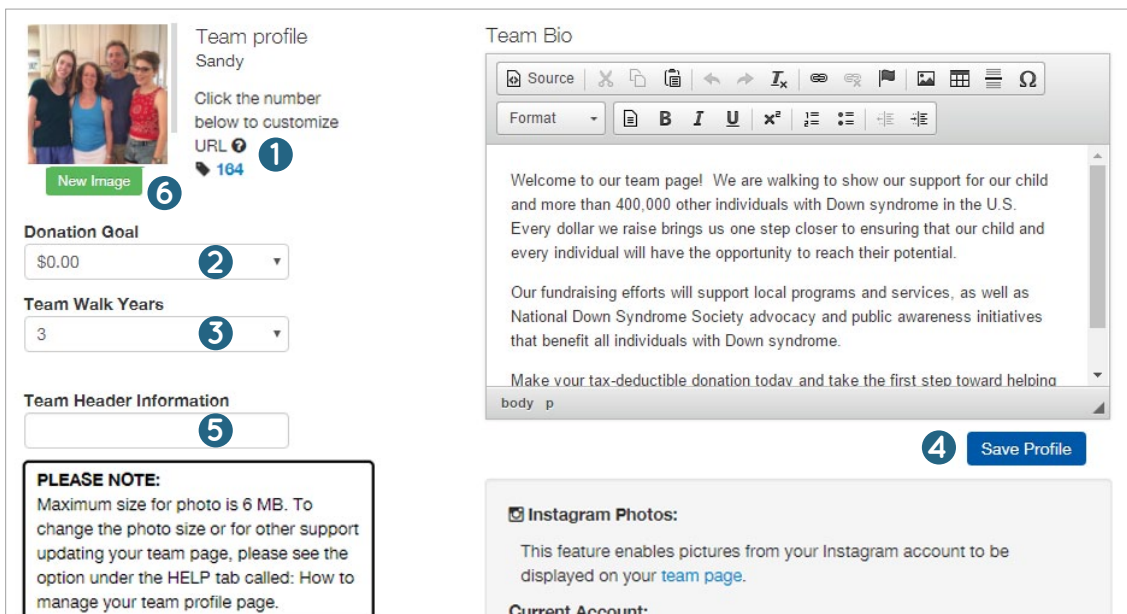 Team profile
Sandy
Click the number
below to customize
URL ?
1
164
New Image
6
Donation Goal
$0.00
2
Team Walk Years
3
3
Team Header Information
5
PLEASE NOTE:
Maximum size for photo is 6 MB. To
change the photo size or for other support
updating your team page, please see the
option under the HELP tab called: How to
manage your team profile page.
Team Bio
Source
Format
B I U x²
Welcome to our team page! We are walking to show our support for our child
and more than 400,000 other individuals with Down syndrome in the U.S.
Every dollar we raise brings us one step closer to ensuring that our child and
every individual will have the opportunity to reach their potential.
Our fundraising efforts will support local programs and services, as well as
National Down Syndrome Society advocacy and public awareness initiatives
that benefit all individuals with Down syndrome.
Make your tax-deductible donation today and take the first step toward helping
body p
4
Save Profile
Instagram Photos:
This feature enables pictures from your Instagram account to be
displayed on your team page.
Current Account: